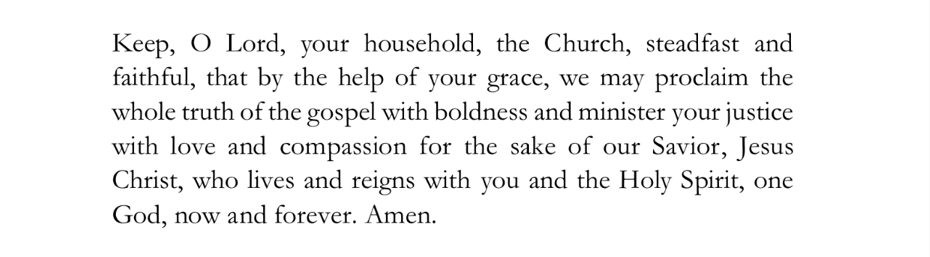 Keep, O Lord, your household, the Church, steadfast and
faithful, that by the help of your grace, we may proclaim the
whole truth of the gospel with boldness and minister your justice
with love and compassion for the sake of our Savior, Jesus
Christ, who lives and reigns with you and the Holy Spirit, one
God, now and forever. Amen.